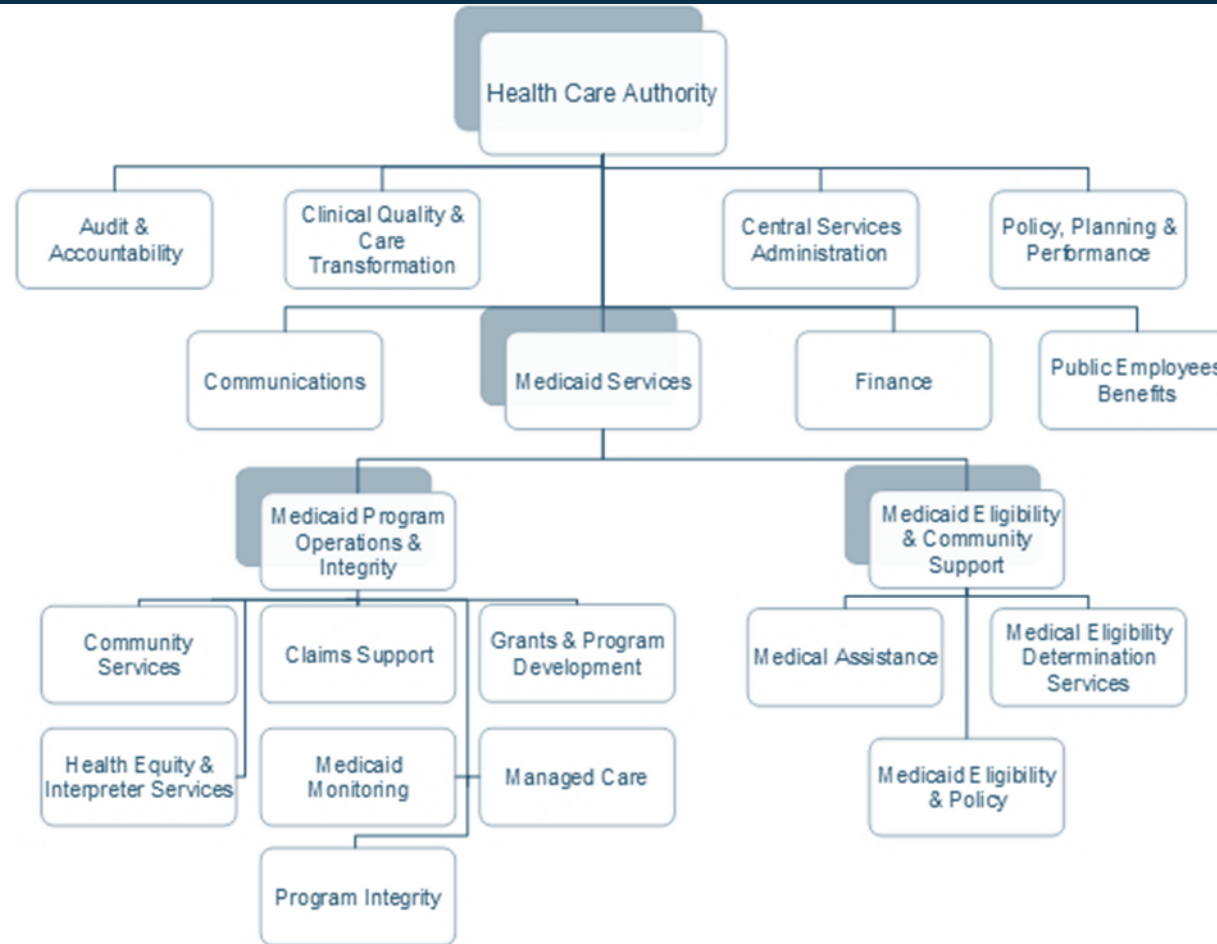 Health Care Authority
Audit &
Accountability
Clinical Quality &
Care
Transformation
Central Services
Administration
Policy, Planning &
Performance
Communications
Medicaid Services
Finance
Public Employees
Benefits
Medicaid Program
Operations &
Integrity
Medicaid Eligibility
& Community
Support
Community
Services
Claims Support
Grants & Program
Development
Medical Assistance
Medical Eligibility
Determination
Services
Health Equity &
Interpreter Services
Medicaid
Monitoring
Managed Care
Medicaid Eligibility
& Policy
Program Integrity